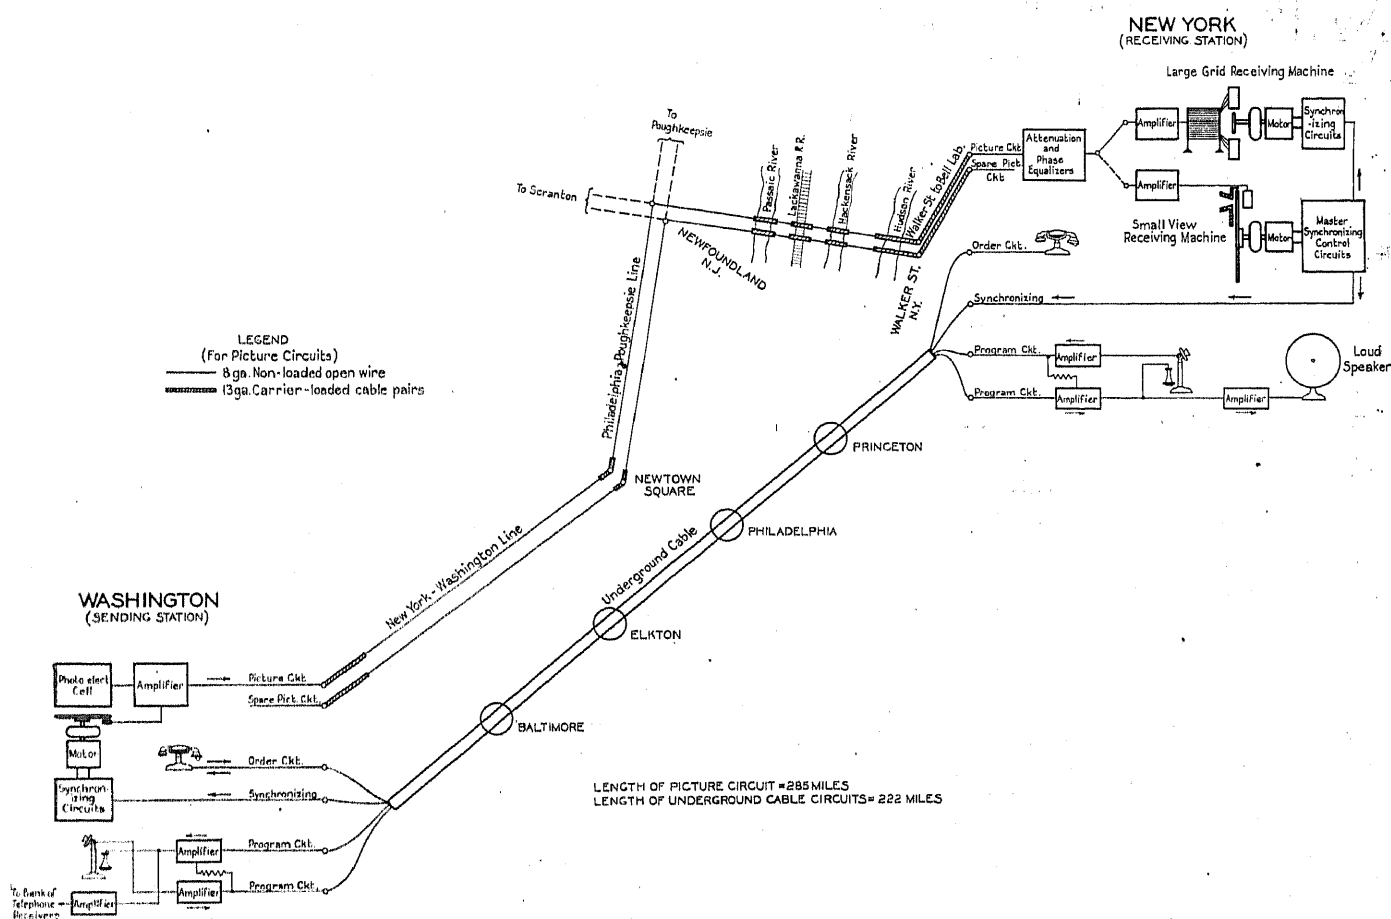 NEW YORK
(RECEIVING STATION)
Large Grid Receiving Machine
Amplifier
Motor
Synchron
-izing
Circuits
To
Poughkeepsie
To Scranton
Passaic River
Lackawanna R.R.
Hackensack River
Hudson River
Walker St to Bell Lab.
Picture Ckt
Spare Pict.
Ckt
Attenuation
and
Phase
Equalizers
Amplifier
Small View
Receiving Machine
Motor
Master
Synchronizing
Control
Circuits
NEWFOUNDLAND
N.J.
WALKER ST.
N.Y.
Order Ckt.
Synchronizing
Program Ckt.
Amplifier
Program Ckt.
Amplifier
Amplifier
Loud
Speaker
LEGEND
(For Picture Circuits)
8ga. Non-loaded open wire
13ga. Carrier-loaded cable pairs
Philadelphia-Poughkeepsie Line
NEWTOWN
SQUARE
PRINCETON
PHILADELPHIA
Underground Cable
ELKTON
BALTIMORE
New York-Washington Line
WASHINGTON
(SENDING STATION)
Photo elect
Cell
Amplifier
Picture Ckt
Spare Pict. Ckt.
Motor
Synchron-
izing
Circuits
Order Ckt.
Synchronizing
Amplifier
Program Ckt.
Amplifier
Program Ckt.
To Bank of
Telephone
Receivers
Amplifier
LENGTH OF PICTURE CIRCUIT = 285 MILES
LENGTH OF UNDERGROUND CABLE CIRCUITS = 222 MILES